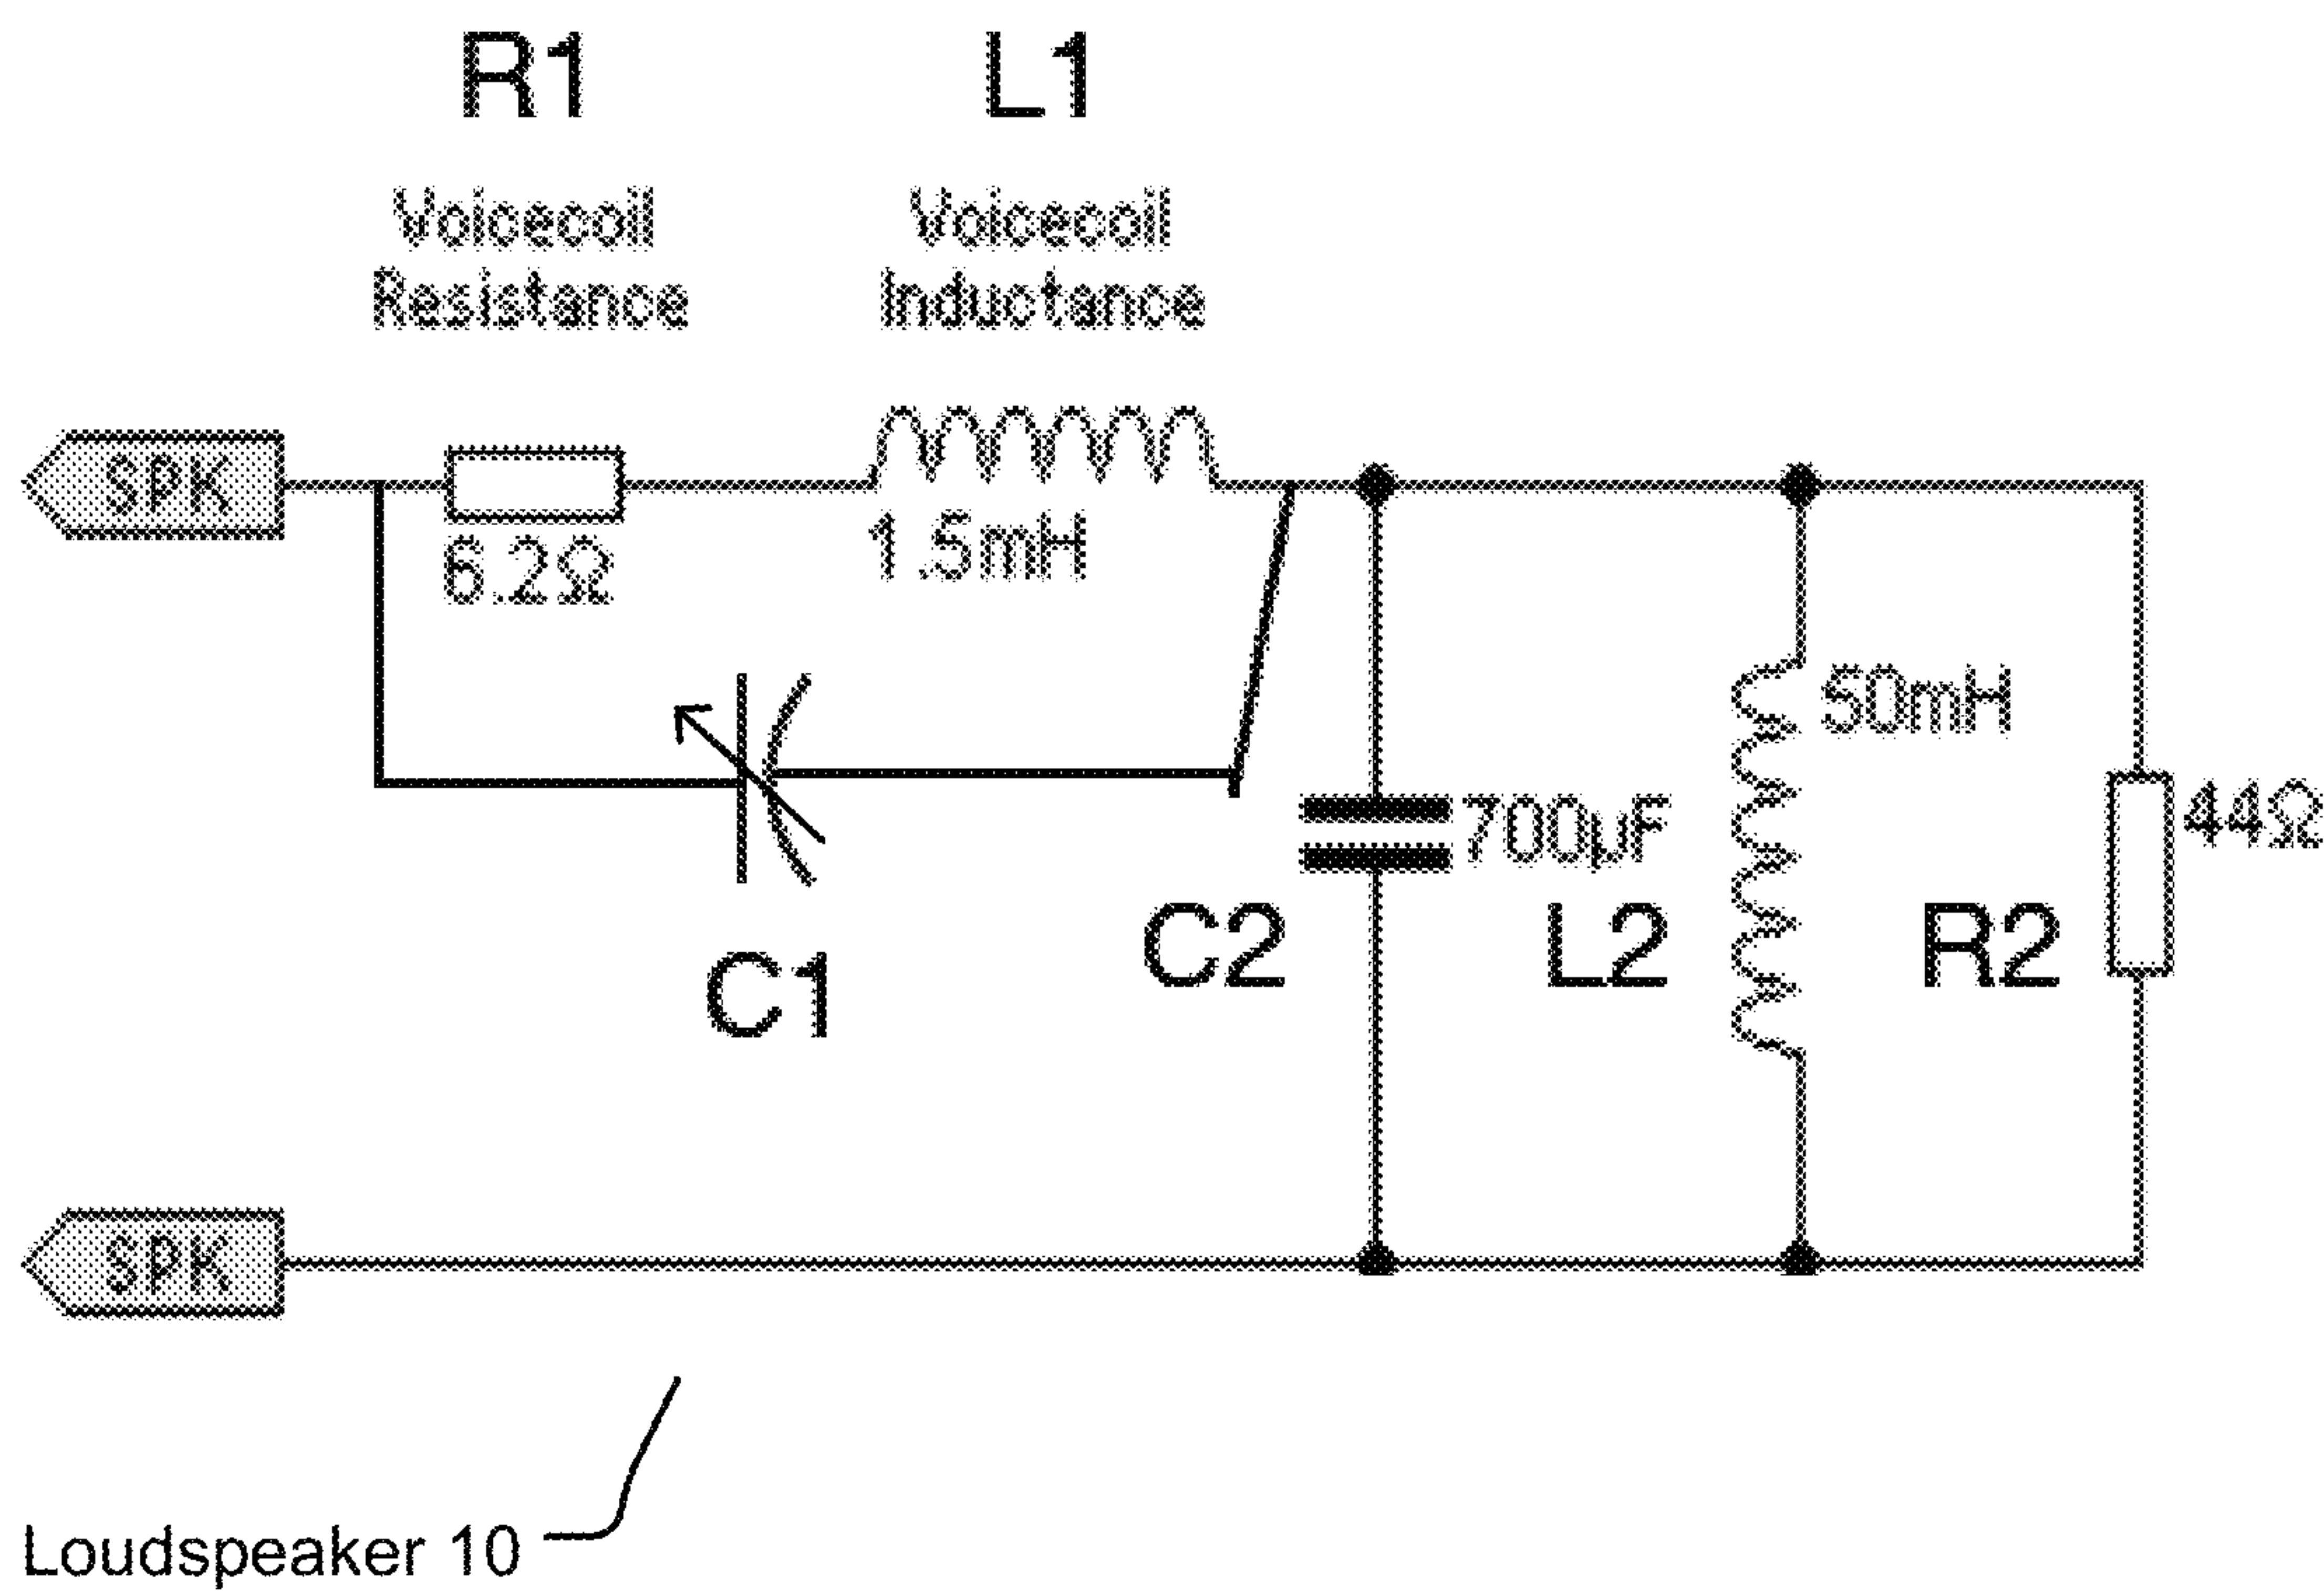 R1
L1
Voicecoil
Resistance
Voicecoil
Inductance
SPK
6.2Ω
1.5mH
50mH
700µF
44Ω
C1
C2
L2
R2
SPK
Loudspeaker 10